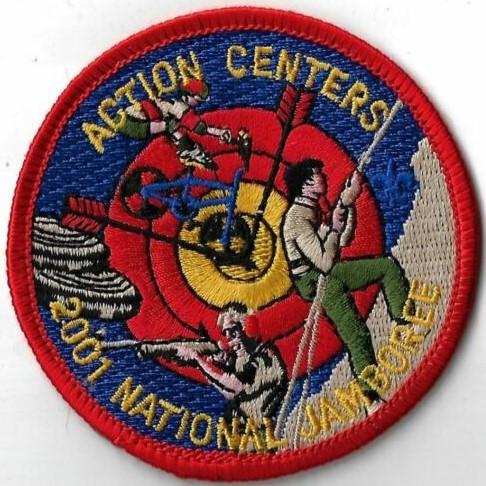 ACTION CENTERS
2001 NATIONAL JAMBOREE